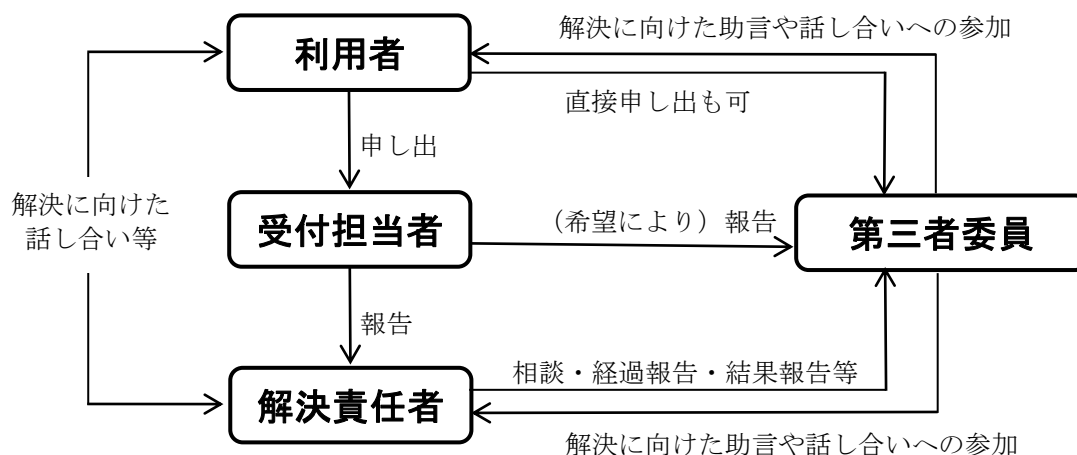 解決に向けた助言や話し合いへの参加
利用者
直接申し出も可
申し出
解決に向けた
話し合い等
受付担当者
（希望により）報告
第三者委員
報告
相談・経過報告・結果報告等
解決責任者
解決に向けた助言や話し合いへの参加